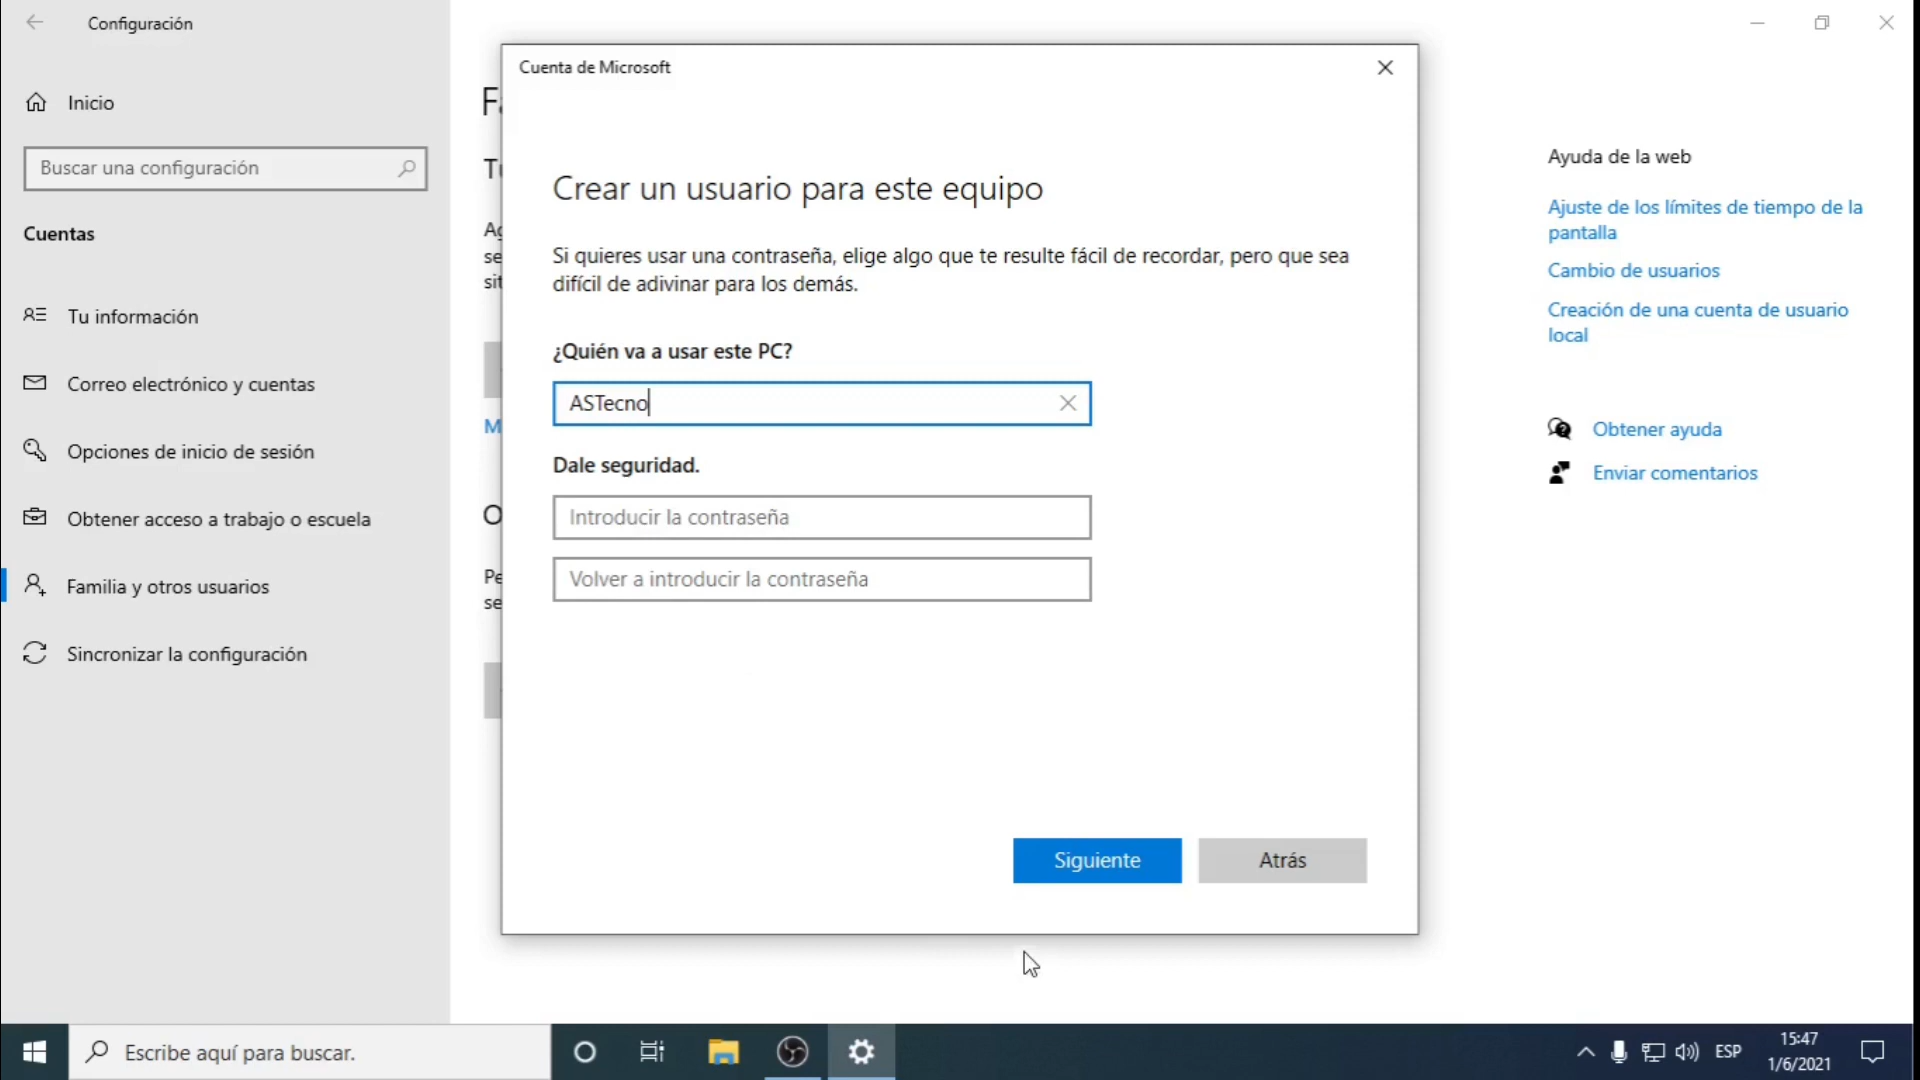 Configuración
Inicio
Buscar una configuración
Cuentas
Tu información
Correo electrónico y cuentas
Opciones de inicio de sesión
Obtener acceso a trabajo o escuela
Familia y otros usuarios
Sincronizar la configuración
Cuenta de Microsoft
Crear un usuario para este equipo
Si quieres usar una contraseña, elige algo que te resulte fácil de recordar, pero que sea
difícil de adivinar para los demás.
¿Quién va a usar este PC?
ASTecno
Dale seguridad.
Introducir la contraseña
Volver a introducir la contraseña
Siguiente
Atrás
Ayuda de la web
Ajuste de los límites de tiempo de la
pantalla
Cambio de usuarios
Creación de una cuenta de usuario
local
Obtener ayuda
Enviar comentarios
Escribe aquí para buscar.
ESP
15:47
1/6/2021